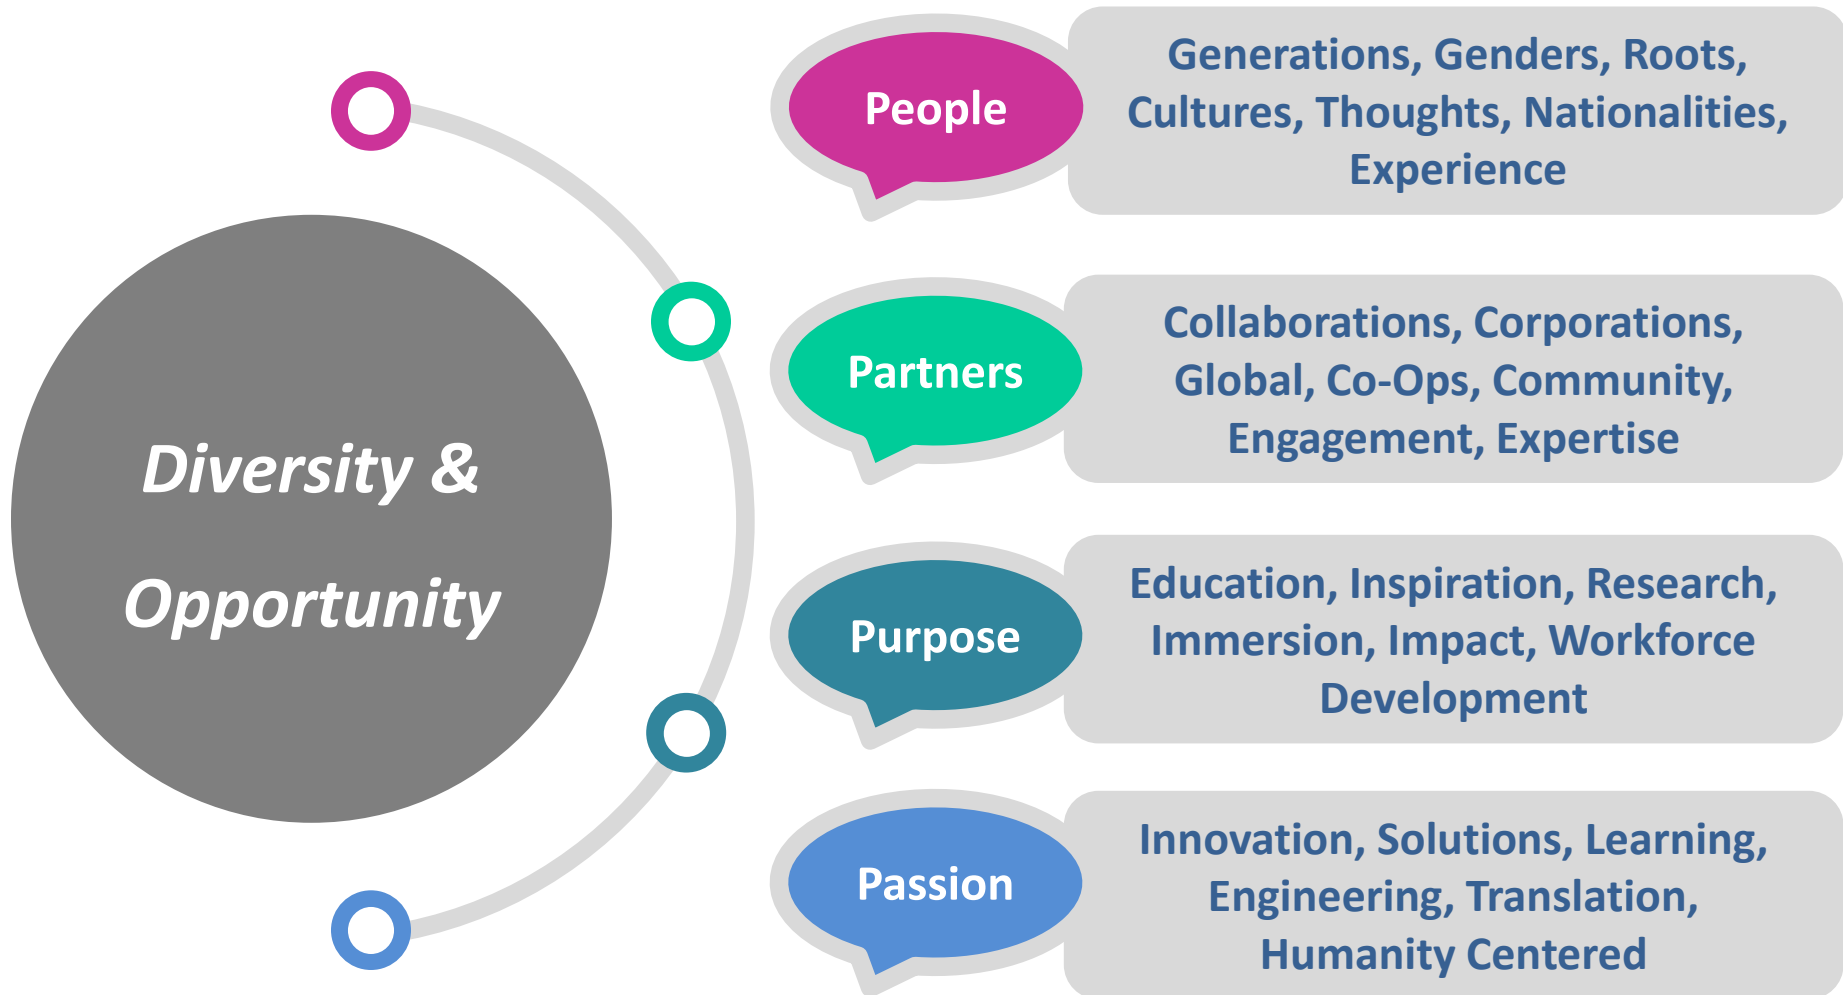 Diversity &
Opportunity
People
Generations, Genders, Roots,
Cultures, Thoughts, Nationalities,
Experience
Partners
Collaborations, Corporations,
Global, Co-Ops, Community,
Engagement, Expertise
Purpose
Education, Inspiration, Research,
Immersion, Impact, Workforce
Development
Passion
Innovation, Solutions, Learning,
Engineering, Translation,
Humanity Centered